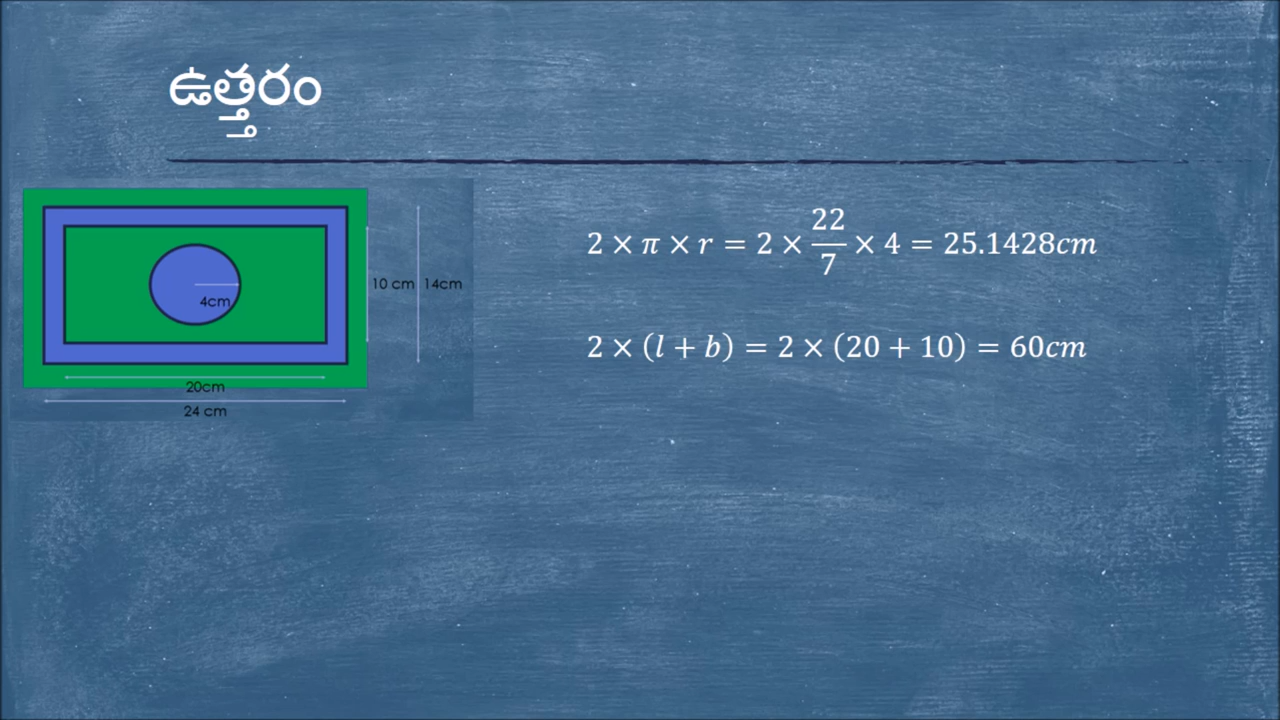 ఉత్త్తరం
2 × π × r = 2 × 22/7 × 4 = 25.1428cm
2 × (l + b) = 2 × (20 + 10) = 60cm
4cm
10 cm 14cm
20cm
24 cm